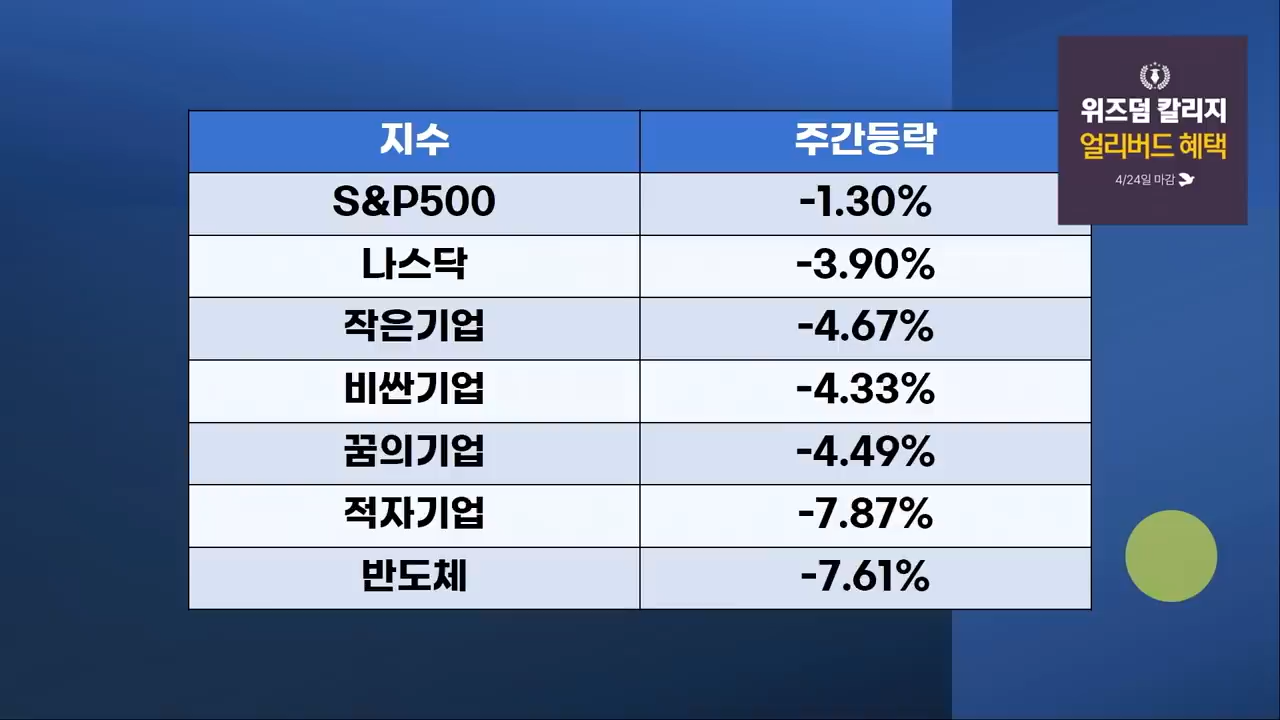 지수 주간등락
S&P500 -1.30%
나스닥 -3.90%
작은기업 -4.67%
비싼기업 -4.33%
꿈의기업 -4.49%
적자기업 -7.87%
반도체 -7.61%
위즈덤 칼리지
얼리버드 혜택
4/24일 마감